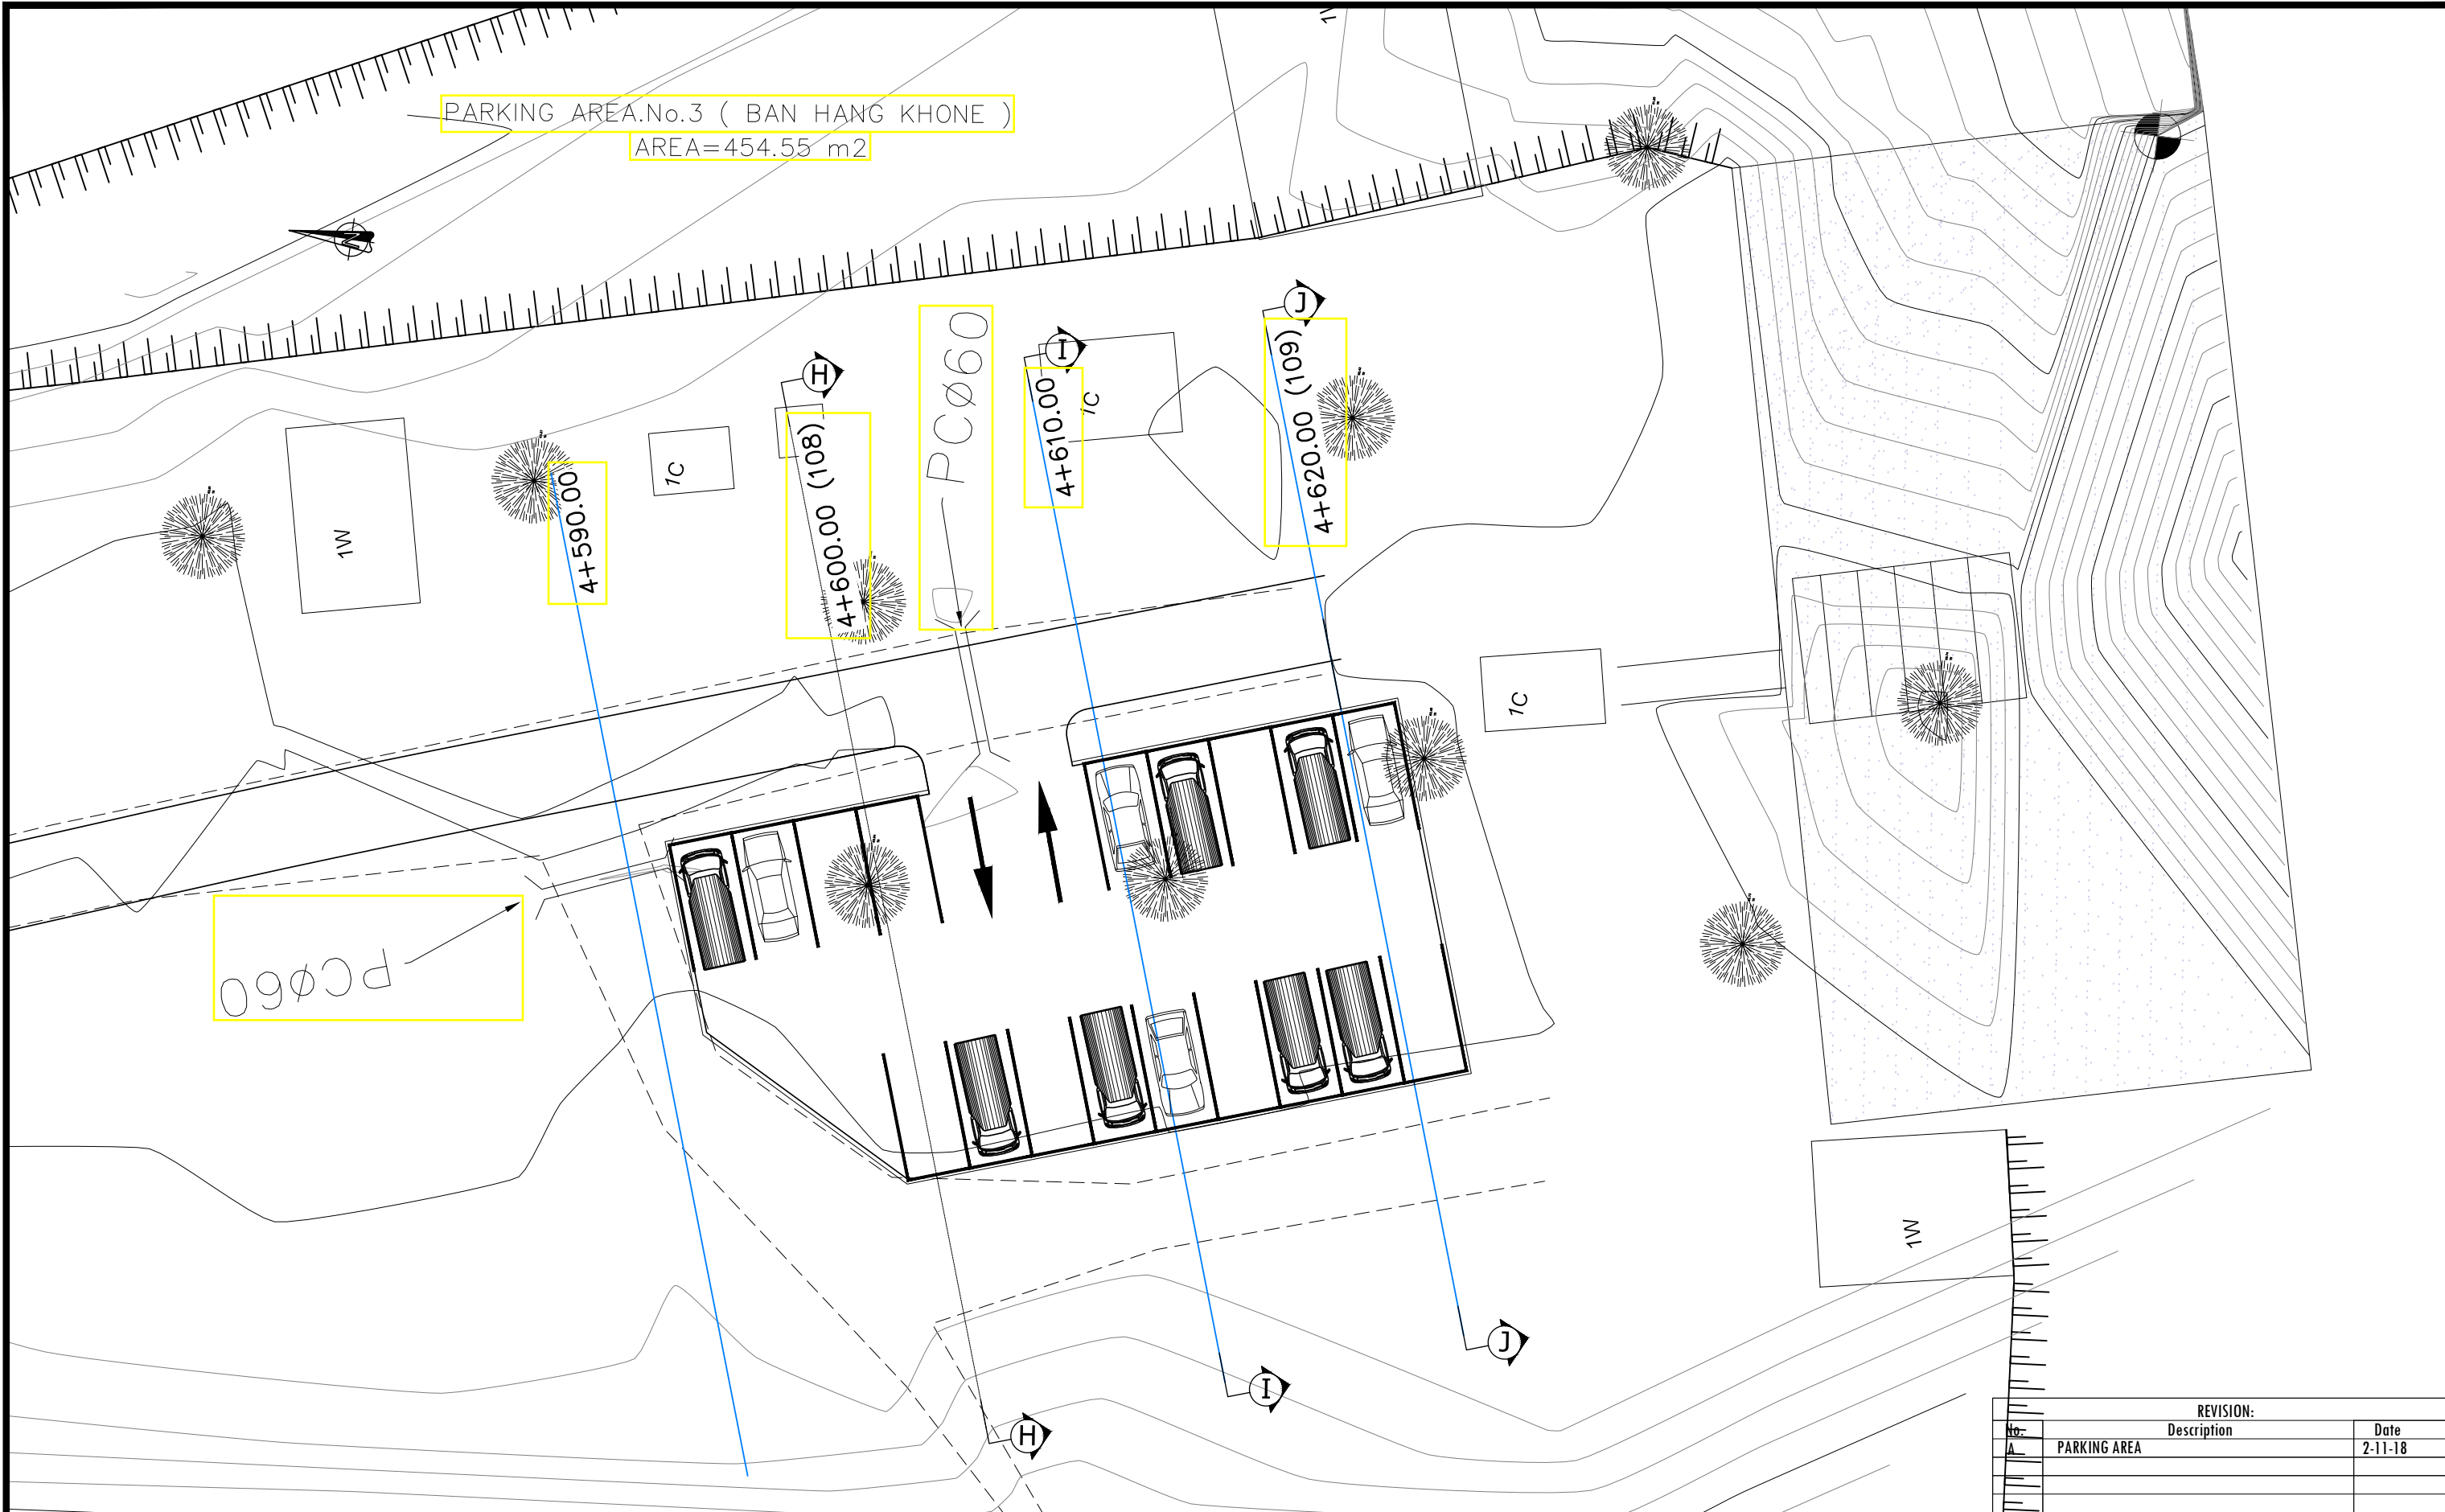 PARKING AREA.No.3 ( BAN HANG KHONE )
AREA=454.55 m2
N
J
I
H
PCø60
4+590.00
4+600.00 (108)
4+610.00
4+620.00 (109)
1W
1C
1C
1C
PCø60
1W
J
I
H
REVISION:
No. Description Date
A PARKING AREA 2-11-18